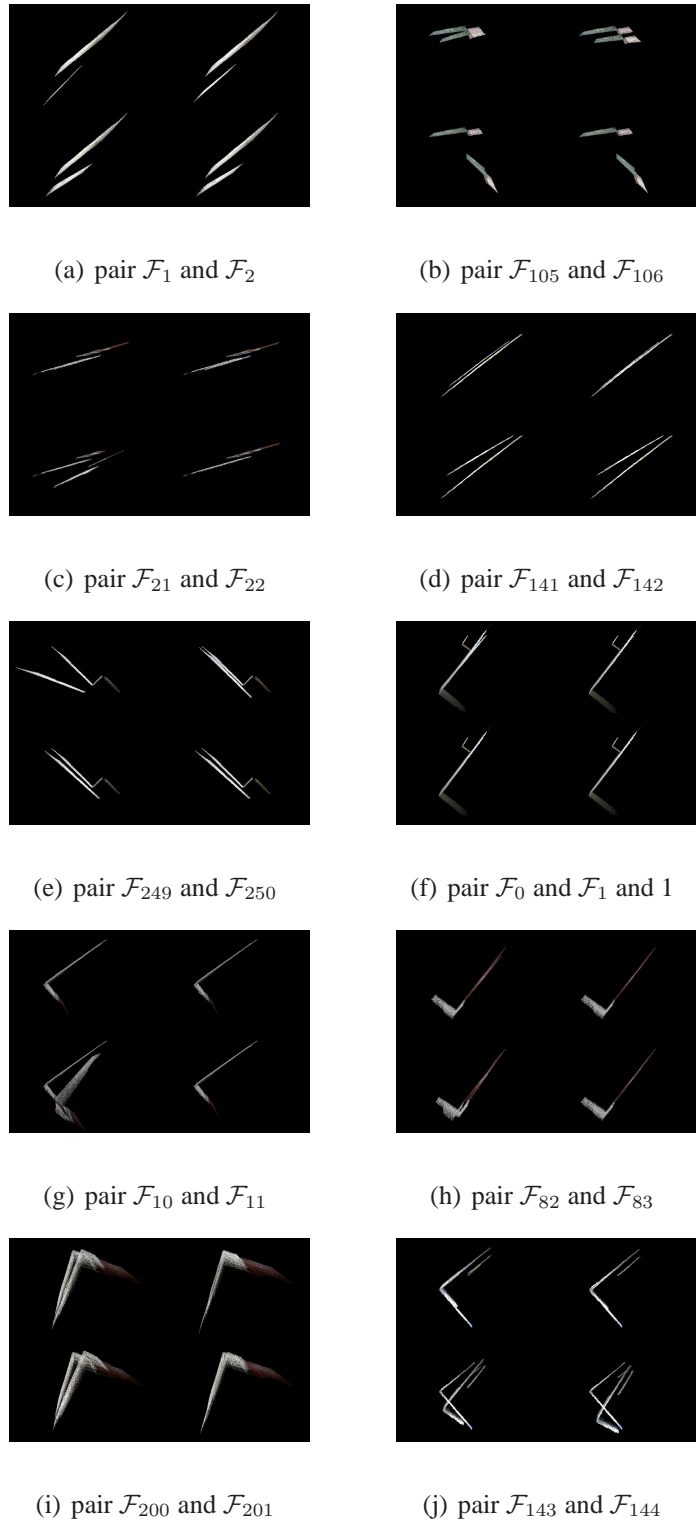 (a) pair F₁ and F₂
(b) pair F₁₀₅ and F₁₀₆
(c) pair F₂₁ and F₂₂
(d) pair F₁₄₁ and F₁₄₂
(e) pair F₂₄₉ and F₂₅₀
(f) pair F₀ and F₁ and 1
(g) pair F₁₀ and F₁₁
(h) pair F₈₂ and F₈₃
(i) pair F₂₀₀ and F₂₀₁
(j) pair F₁₄₃ and F₁₄₄